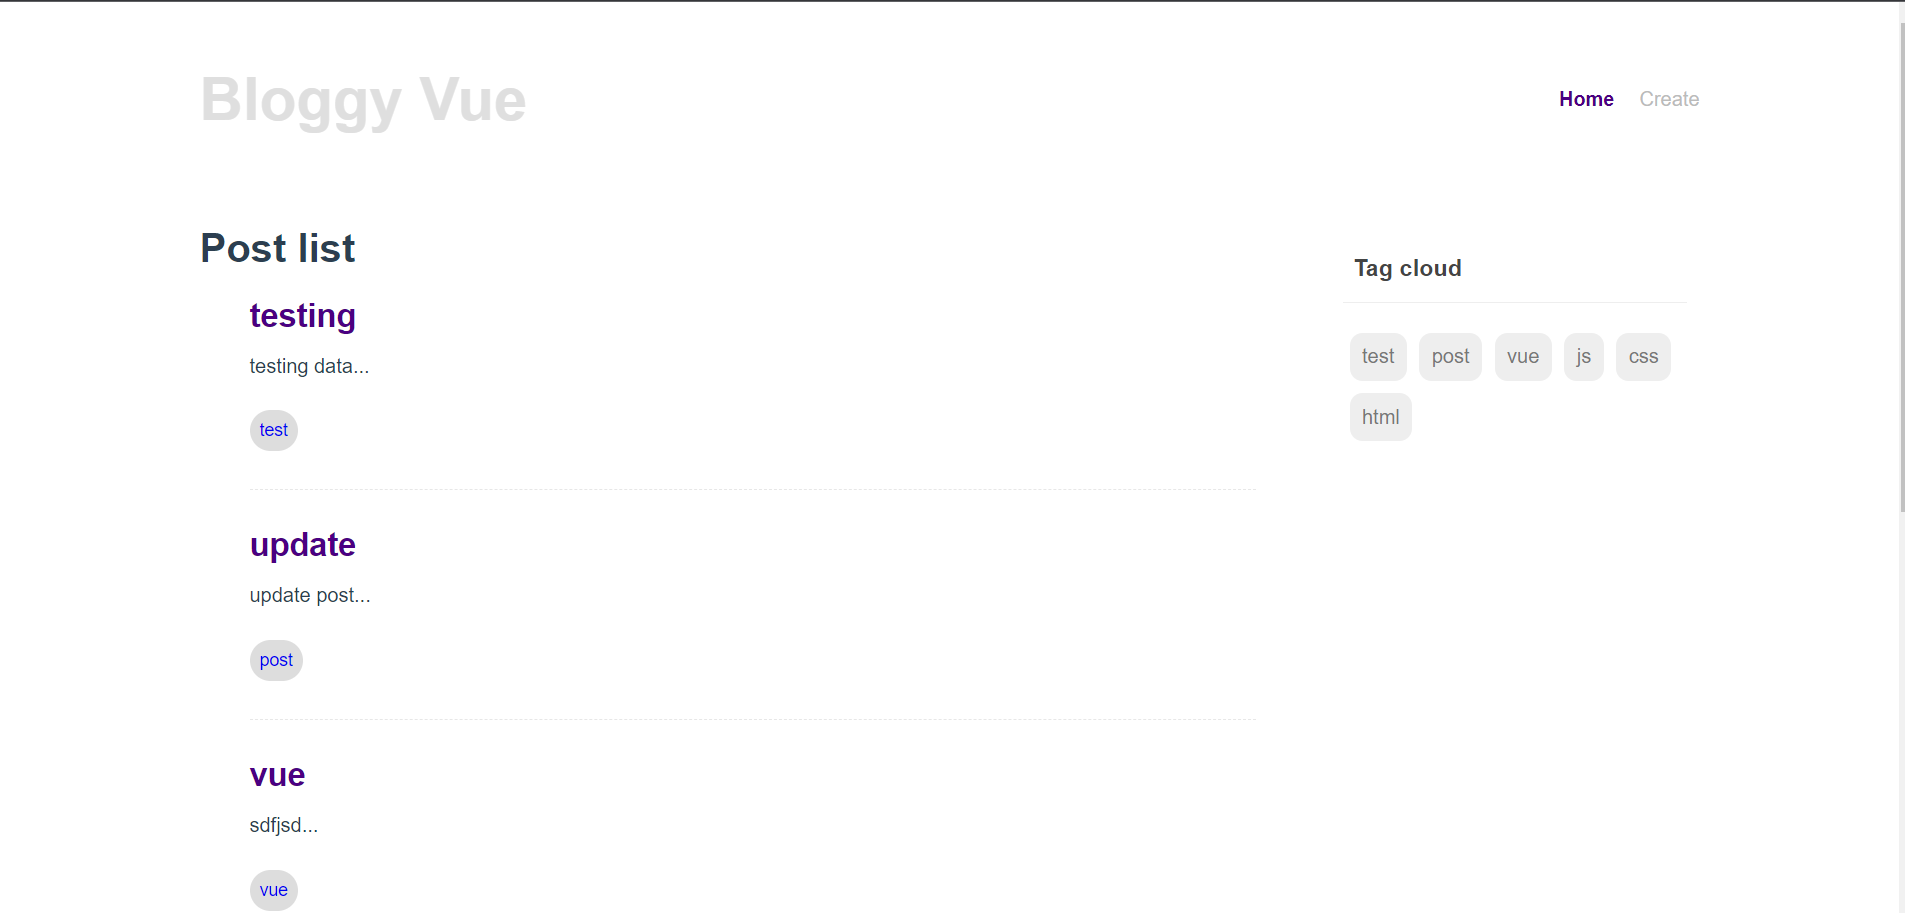 Bloggy Vue
Home Create
Post list
testing
testing data...
test
update
update post...
post
vue
sdfjsd...
vue
Tag cloud
test post vue js css
html